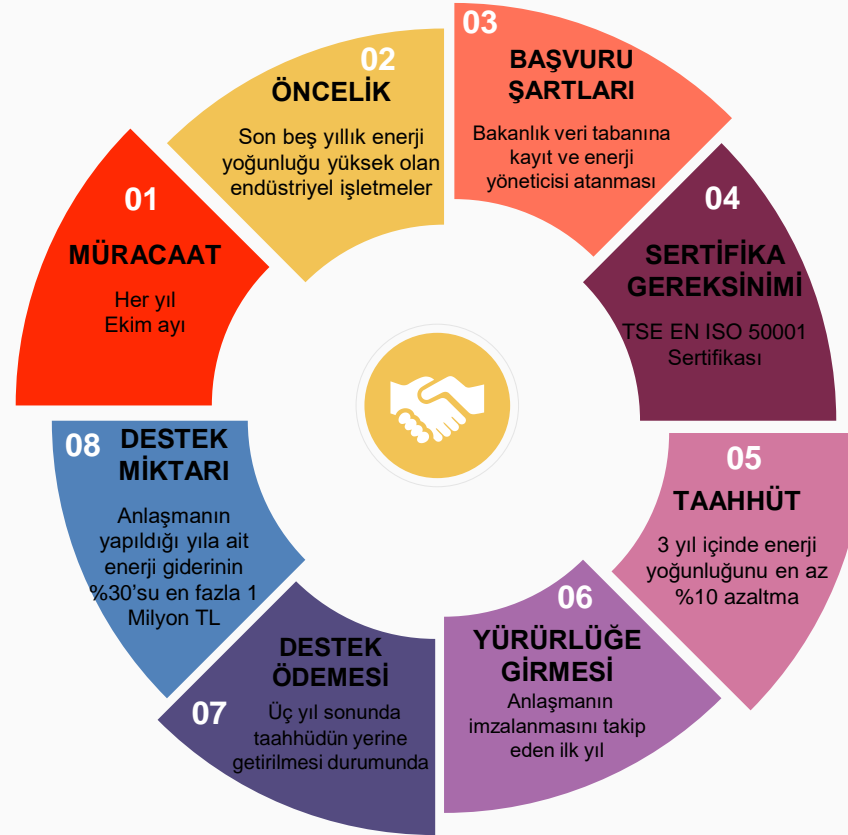 01
MÜRACAAT
Her yıl
Ekim ayı
02
ÖNCELİK
Son beş yıllık enerji
yoğunluğu yüksek olan
endüstriyel işletmeler
03
BAŞVURU
ŞARTLARI
Bakanlık veri tabanına
kayıt ve enerji
yöneticisi atanması
04
SERTİFİKA
GEREKSİNİMİ
TSE EN ISO 50001
Sertifikası
05
TAAHHÜT
3 yıl içinde enerji
yoğunluğunu en az
%10 azaltma
06
YÜRÜRLÜĞE
GİRMESİ
Anlaşmanın
imzalanmasını takip
eden ilk yıl
07
DESTEK
ÖDEMESİ
Üç yıl sonunda
taahhüdün yerine
getirilmesi durumunda
08
DESTEK
MİKTARI
Anlaşmanın
yapıldığı yıla ait
enerji giderinin
%30’su en fazla 1
Milyon TL